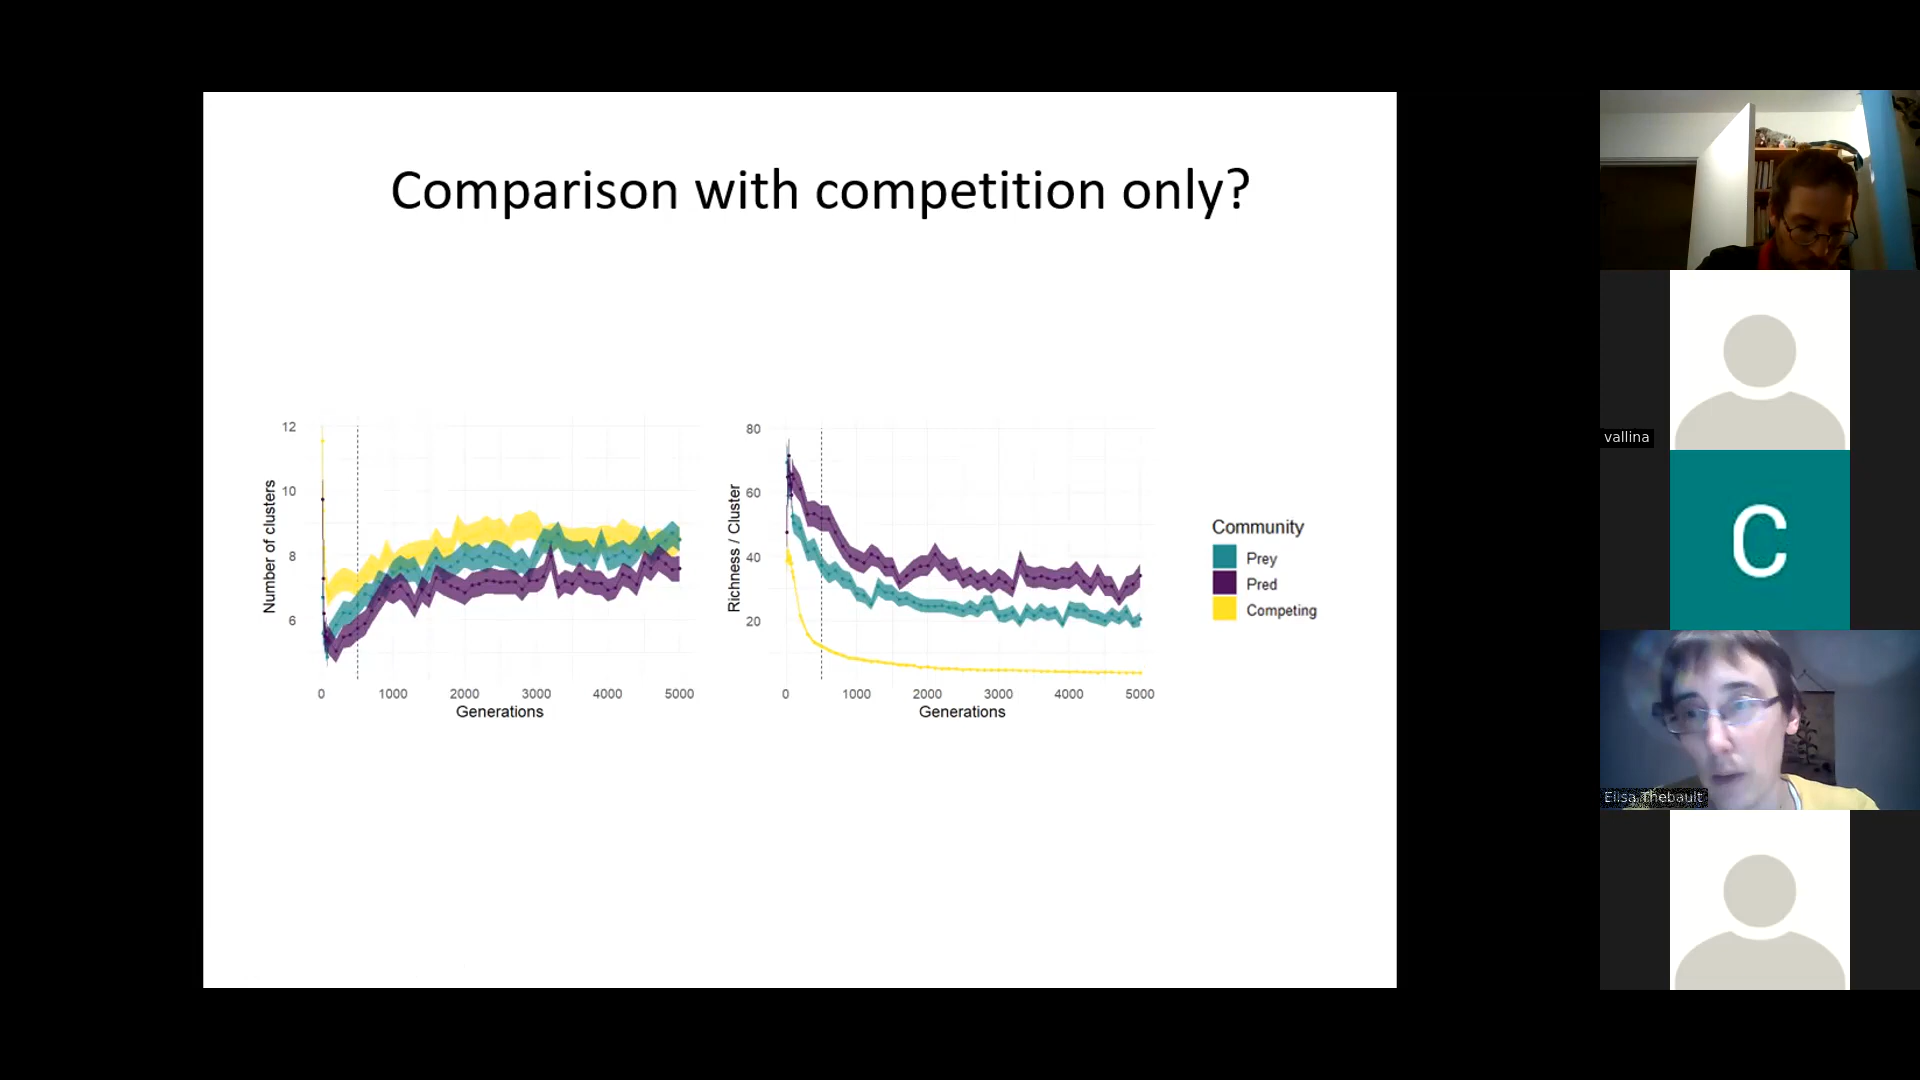 Comparison with competition only?
12
10
8
6
Number of clusters
0 1000 2000 3000 4000 5000
Generations
80
60
40
20
Richness / Cluster
0 1000 2000 3000 4000 5000
Generations
Community
Prey
Pred
Competing
vallina
C
Elisa Thebault